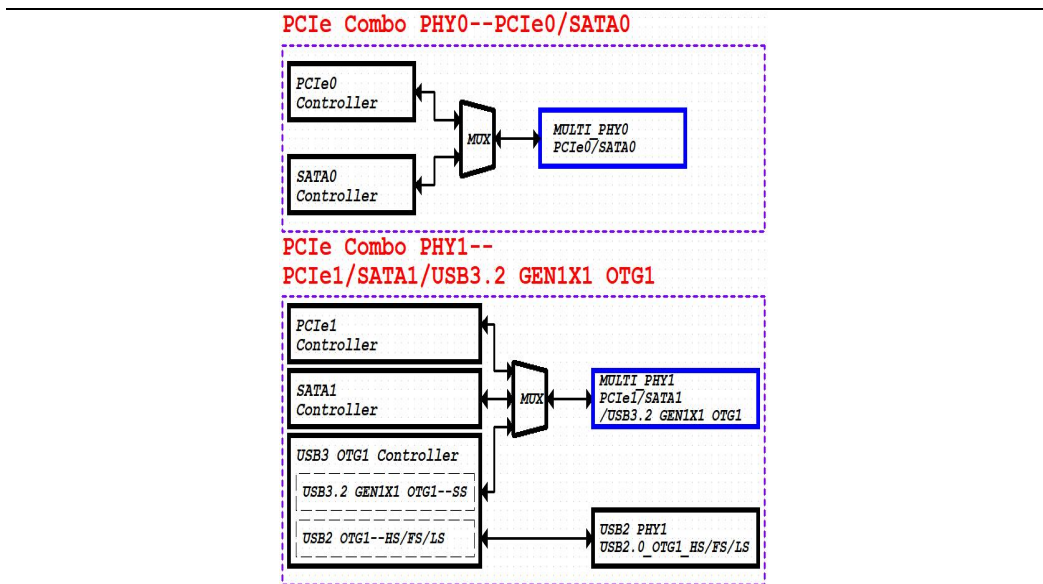 PCIe Combo PHY0--PCIe0/SATA0
PCIe0
Controller
MUX
MULTI_PHY0
PCIe0/SATA0
SATA0
Controller
PCIe Combo PHY1--
PCIe1/SATA1/USB3.2 GEN1X1 OTG1
PCIe1
Controller
SATA1
Controller
MUX
MULTI_PHY1
PCIe1/SATA1
/USB3.2 GEN1X1 OTG1
USB3 OTG1 Controller
USB3.2 GEN1X1 OTG1--SS
USB2 OTG1--HS/FS/LS
USB2 PHY1
USB2.0_OTG1_HS/FS/LS